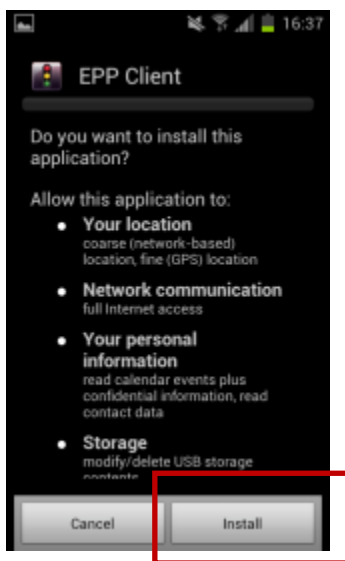 16:37
EPP Client
Do you want to install this
application?
Allow this application to:
● Your location
coarse (network-based)
location, fine (GPS) location
● Network communication
full Internet access
● Your personal
information
read calendar events plus
confidential information, read
contact data
● Storage
modify/delete USB storage
contents
Cancel Install